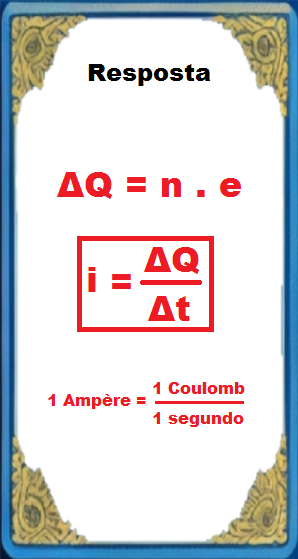 Resposta
ΔQ = n . e
i = ΔQ
Δt
1 Ampère = 1 Coulomb
1 segundo